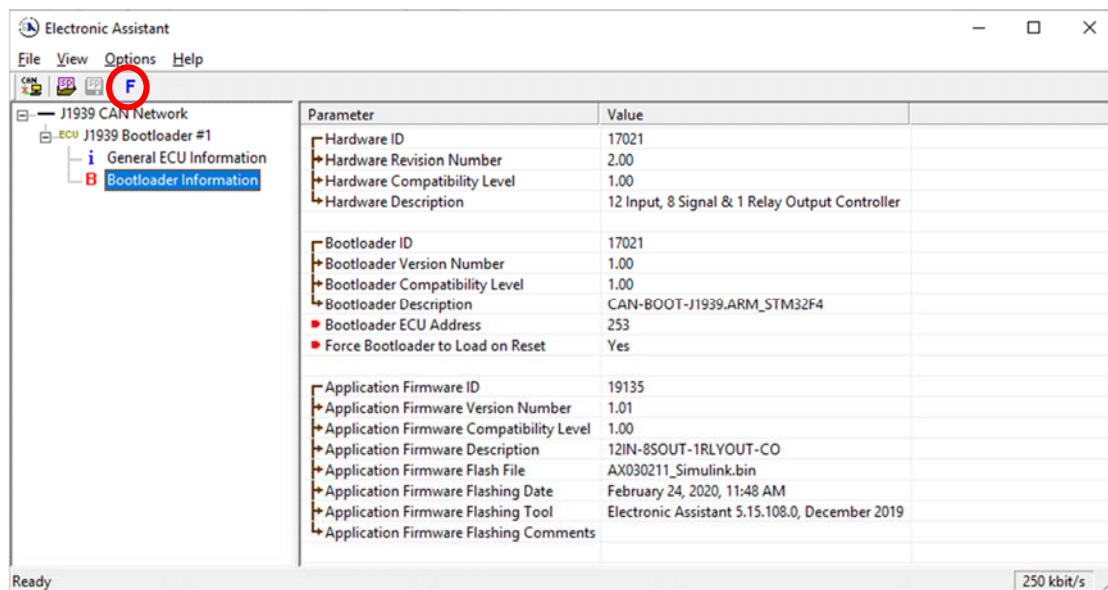 Electronic Assistant
File View Options Help
CAN SP SP F
J1939 CAN Network
ECU J1939 Bootloader #1
i General ECU Information
B Bootloader Information
Parameter Value
Hardware ID 17021
Hardware Revision Number 2.00
Hardware Compatibility Level 1.00
Hardware Description 12 Input, 8 Signal & 1 Relay Output Controller
Bootloader ID 17021
Bootloader Version Number 1.00
Bootloader Compatibility Level 1.00
Bootloader Description CAN-BOOT-J1939.ARM_STM32F4
Bootloader ECU Address 253
Force Bootloader to Load on Reset Yes
Application Firmware ID 19135
Application Firmware Version Number 1.01
Application Firmware Compatibility Level 1.00
Application Firmware Description 12IN-8SOUT-1RLYOUT-CO
Application Firmware Flash File AX030211_Simulink.bin
Application Firmware Flashing Date February 24, 2020, 11:48 AM
Application Firmware Flashing Tool Electronic Assistant 5.15.108.0, December 2019
Application Firmware Flashing Comments
Ready 250 kbit/s